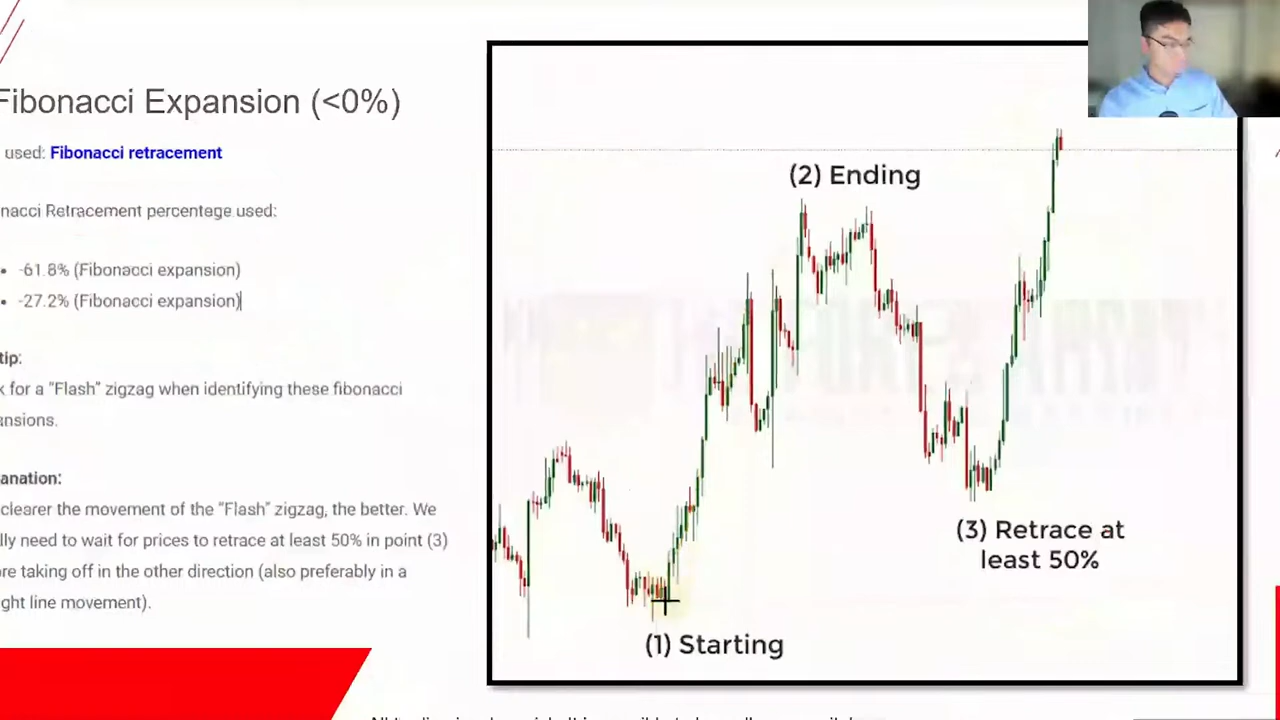 Fibonacci Expansion (<0%)
used: Fibonacci retracement
nacci Retracement percentage used:
• -61.8% (Fibonacci expansion)
• -27.2% (Fibonacci expansion)
tip:
k for a "Flash" zigzag when identifying these fibonacci
nsions.
anation:
clearer the movement of the "Flash" zigzag, the better. We
lly need to wait for prices to retrace at least 50% in point (3)
re taking off in the other direction (also preferably in a
ght line movement).
(2) Ending
(3) Retrace at
least 50%
(1) Starting